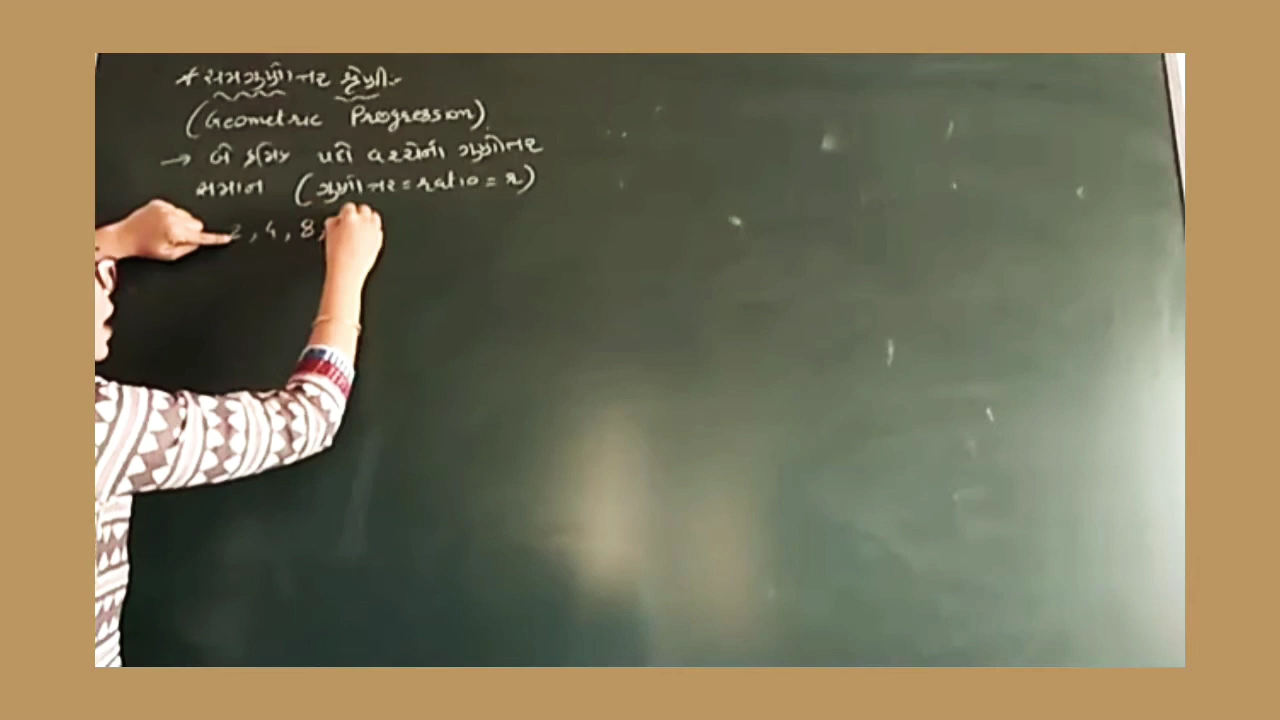 * સમગુણોત્તર શ્રેણી:-
(Geometric Progression)
→ બે ક્રમિક પદો વચ્ચેનો ગુણોત્તર
સમાન (ગુણોત્તર = ratio = r)
2, 4, 8,